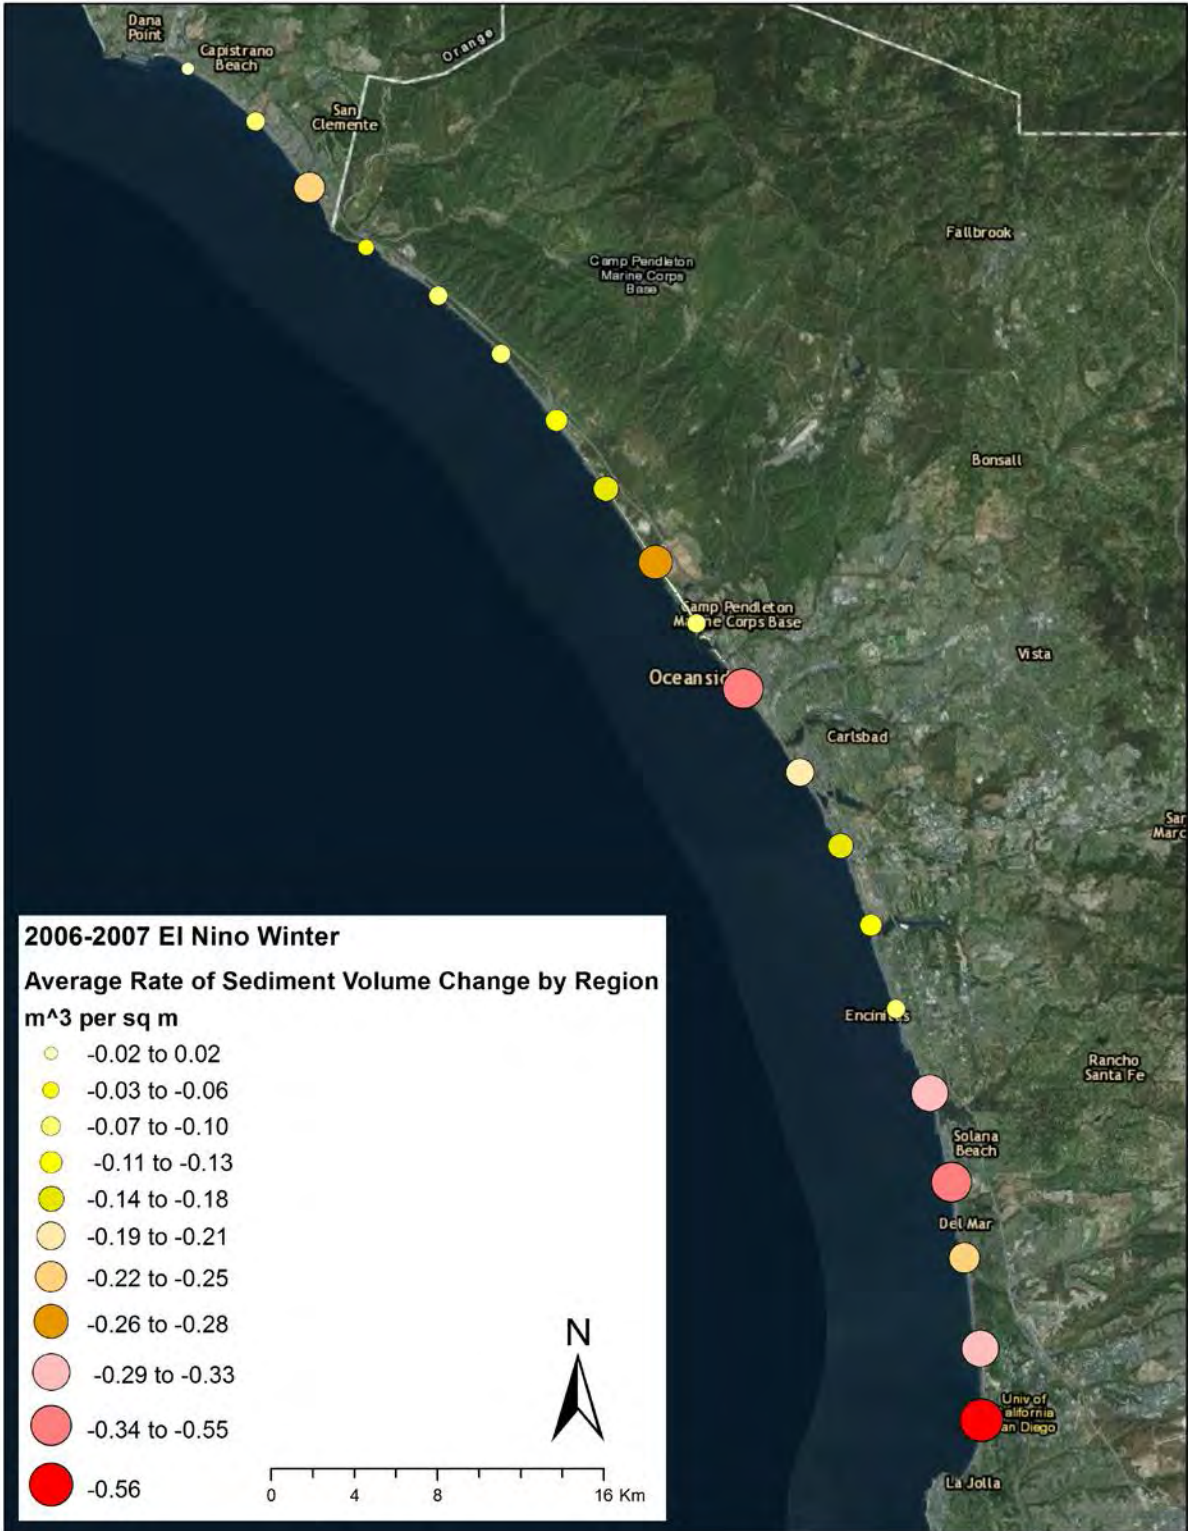 Dana
Point
Capistrano
Beach
Orange
San
Clemente
Fallbrook
Camp Pendleton
Marine Corps
Base
Bonsall
Camp Pendleton
Marine Corps Base
Vista
Oceansid
Carlsbad
San
Marc
Encinitas
Rancho
Santa Fe
Solana
Beach
Del Mar
Univ of
alifornia
an Diego
La Jolla
2006-2007 El Nino Winter
Average Rate of Sediment Volume Change by Region
m^3 per sq m
-0.02 to 0.02
-0.03 to -0.06
-0.07 to -0.10
-0.11 to -0.13
-0.14 to -0.18
-0.19 to -0.21
-0.22 to -0.25
-0.26 to -0.28
-0.29 to -0.33
-0.34 to -0.55
-0.56
N
0 4 8 16 Km